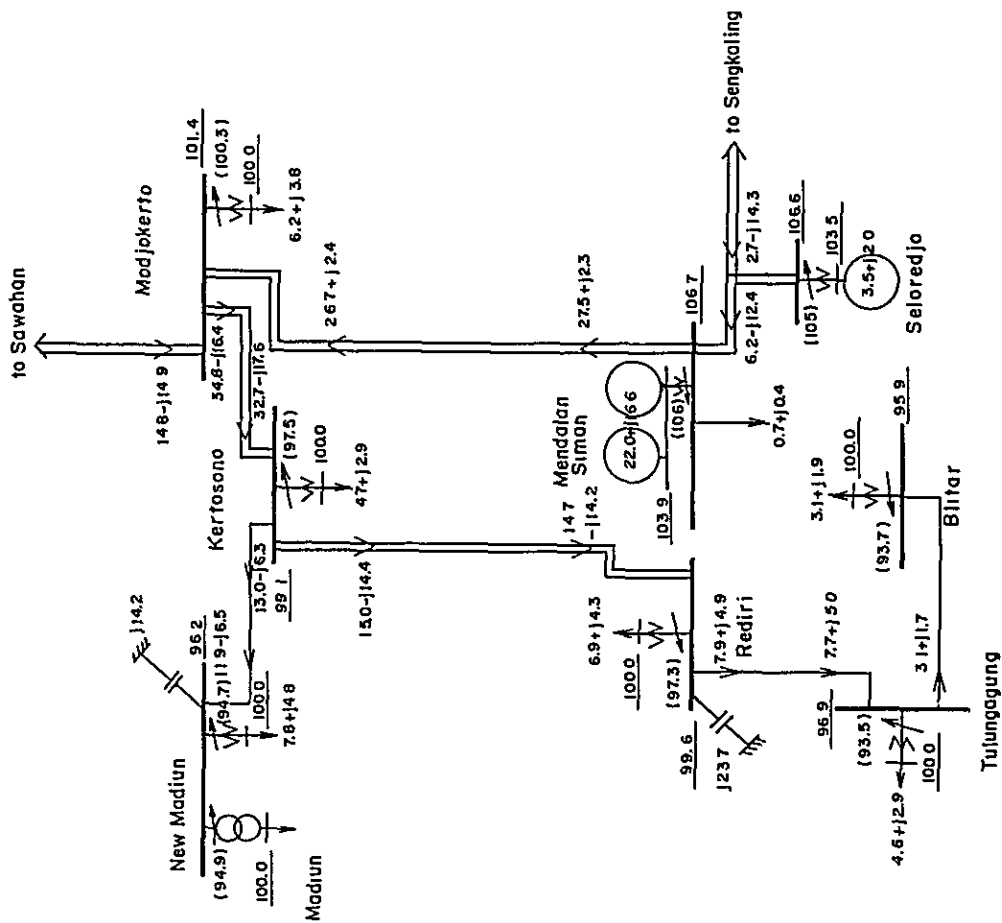 to Sawahan
101.4
Modjokerto
(100.3)
100.0
6.2+j3.8
14.8-j14.9
34.8-j16.4
32.7-j17.6
26.7+j2.4
27.5+j2.3
Kertosono
(97.5)
100.0
4.7+j2.9
99.1
13.0-j6.3
15.0-j14.4
14.7
-j14.2
New Madiun
96.2
j14.2
(94.7)
11.9-j6.5
100.0
7.8+j4.8
(94.9)
100.0
Madiun
Mendalan
Siman
103.9
22.0+j16.6
(106)
106.7
0.7+j0.4
to Sengkaling
2.7-j14.3
6.2-j12.4
106.6
103.5
(105)
3.5+j2.0
Seloredjo
6.9+j4.3
100.0
(97.3)
Rediri
99.6
j23.7
7.9+j4.9
7.7+j5.0
96.9
(93.5)
100.0
4.6+j2.9
Tulungagung
3.1+j1.7
3.1+j1.9
100.0
(93.7)
95.9
Blitar